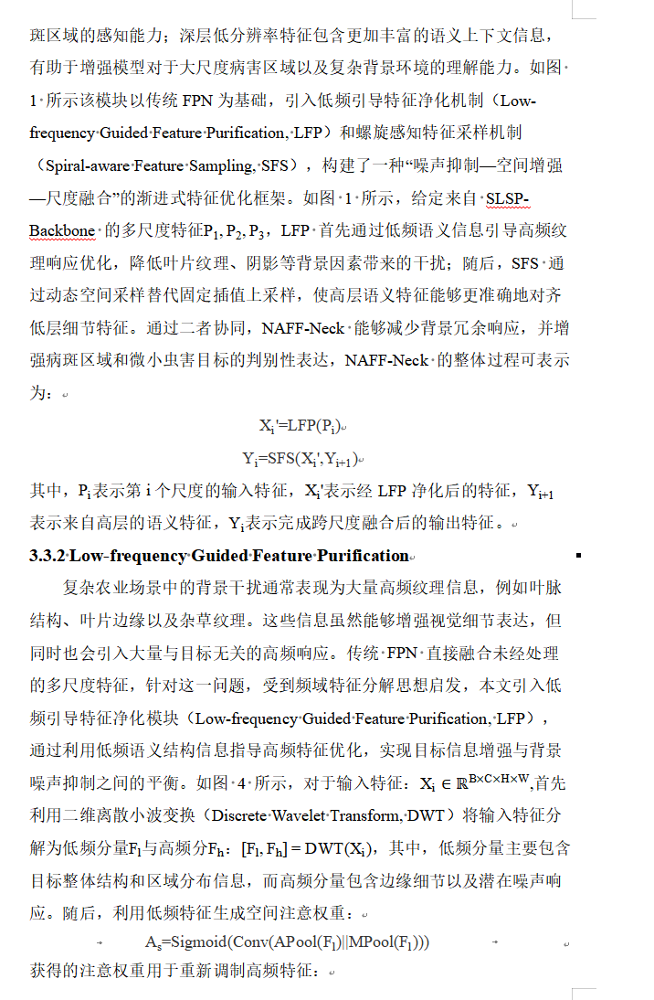 斑区域的感知能力；深层低分辨率特征包含更加丰富的语义上下文信息，
有助于增强模型对于大尺度病害区域以及复杂背景环境的理解能力。如图
1 所示该模块以传统 FPN 为基础，引入低频引导特征净化机制（Low-
frequency Guided Feature Purification, LFP）和螺旋感知特征采样机制
（Spiral-aware Feature Sampling, SFS），构建了一种“噪声抑制—空间增强
—尺度融合”的渐进式特征优化框架。如图 1 所示，给定来自 SLSP-
Backbone 的多尺度特征P₁, P₂, P₃，LFP 首先通过低频语义信息引导高频纹
理响应优化，降低叶片纹理、阴影等背景因素带来的干扰；随后，SFS 通
过动态空间采样替代固定插值上采样，使高层语义特征能够更准确地对齐
低层细节特征。通过二者协同，NAFF-Neck 能够减少背景冗余响应，并增
强病斑区域和微小虫害目标的判别性表达，NAFF-Neck 的整体过程可表示
为：
Xᵢ'=LFP(Pᵢ)
Yᵢ=SFS(Xᵢ',Yᵢ₊₁)
其中，Pᵢ表示第 i 个尺度的输入特征，Xᵢ'表示经 LFP 净化后的特征，Yᵢ₊₁
表示来自高层的语义特征，Yᵢ表示完成跨尺度融合后的输出特征。
3.3.2 Low-frequency Guided Feature Purification
复杂农业场景中的背景干扰通常表现为大量高频纹理信息，例如叶脉
结构、叶片边缘以及杂草纹理。这些信息虽然能够增强视觉细节表达，但
同时也会引入大量与目标无关的高频响应。传统 FPN 直接融合未经处理
的多尺度特征，针对这一问题，受到频域特征分解思想启发，本文引入低
频引导特征净化模块（Low-frequency Guided Feature Purification, LFP），
通过利用低频语义结构信息指导高频特征优化，实现目标信息增强与背景
噪声抑制之间的平衡。如图 4 所示，对于输入特征：Xᵢ ∈ ℝ^{B×C×H×W},首先
利用二维离散小波变换（Discrete Wavelet Transform, DWT）将输入特征分
解为低频分量F_l与高频分F_h：[F_l, F_h] = DWT(Xᵢ)，其中，低频分量主要包含
目标整体结构和区域分布信息，而高频分量包含边缘细节以及潜在噪声响
应。随后，利用低频特征生成空间注意权重：
A_s=Sigmoid(Conv(APool(F_l)||MPool(F_l)))
获得的注意权重用于重新调制高频特征：